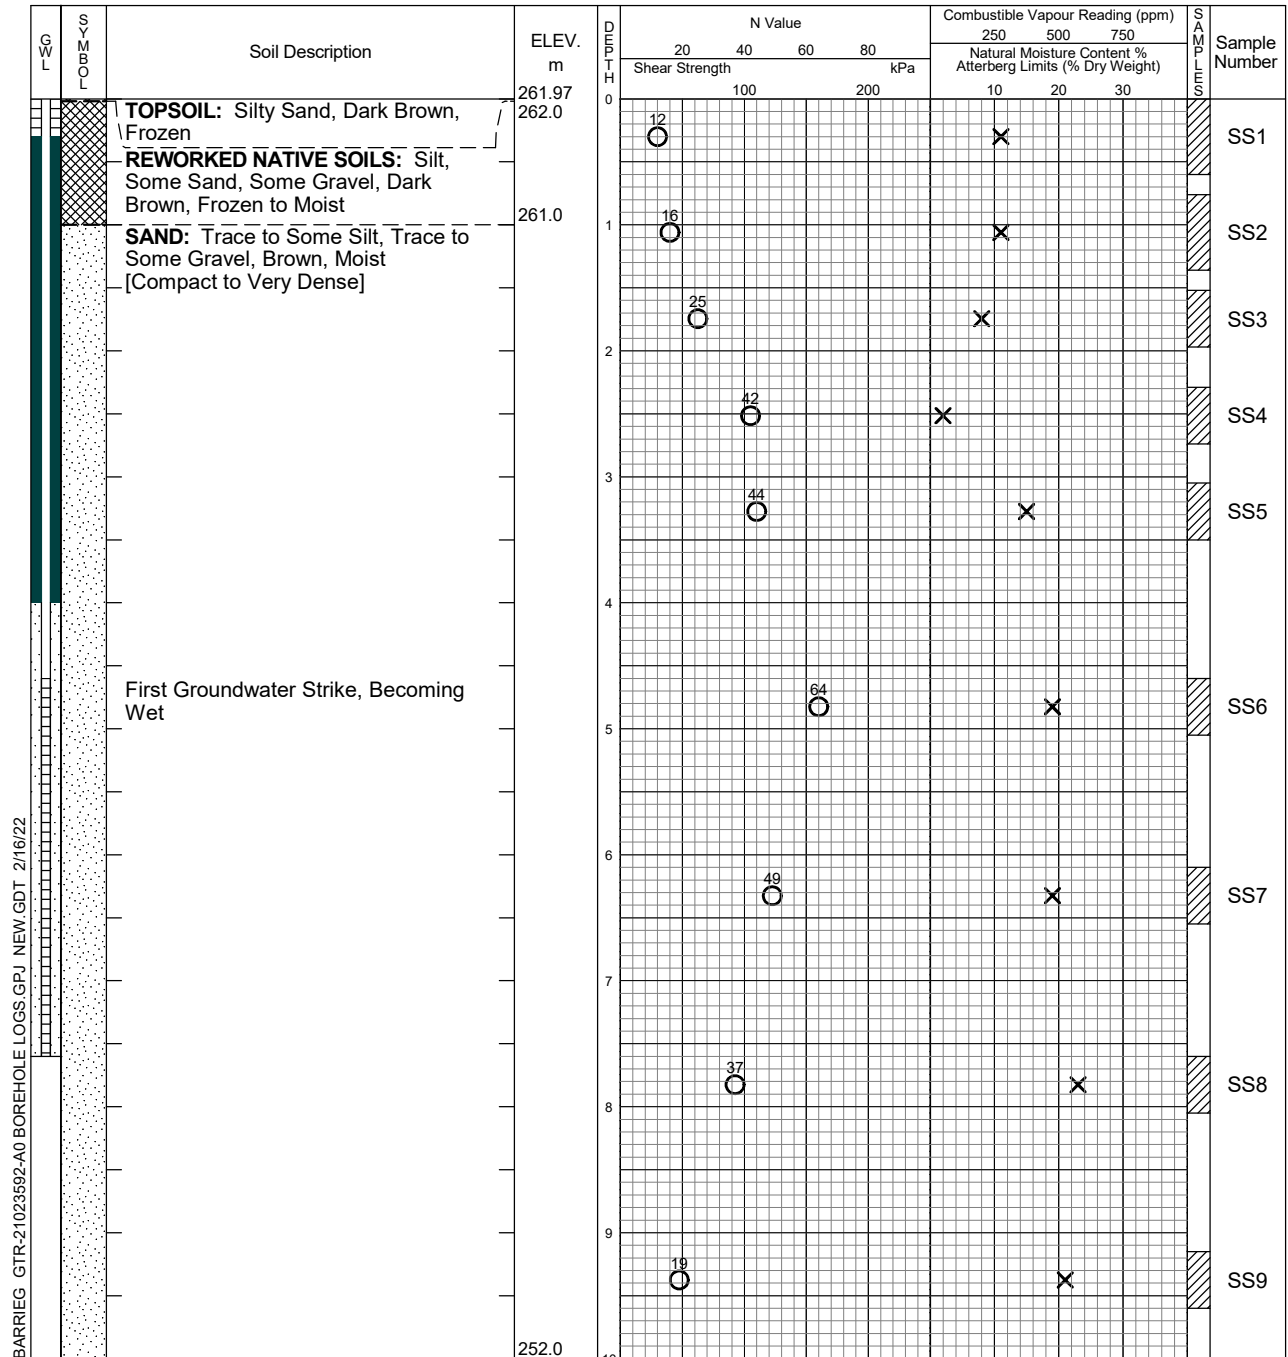 GWL
SYMBOL
Soil Description
ELEV.
m
DEPTH
N Value
20 40 60 80
Shear Strength kPa
100 200
Combustible Vapour Reading (ppm)
250 500 750
Natural Moisture Content %
Atterberg Limits (% Dry Weight)
10 20 30
SAMPLES
Sample
Number
261.97
262.0
0
TOPSOIL: Silty Sand, Dark Brown,
Frozen
12
SS1
REWORKED NATIVE SOILS: Silt,
Some Sand, Some Gravel, Dark
Brown, Frozen to Moist
261.0
1
16
SS2
SAND: Trace to Some Silt, Trace to
Some Gravel, Brown, Moist
[Compact to Very Dense]
25
SS3
2
42
SS4
3
44
SS5
4
First Groundwater Strike, Becoming
Wet
64
SS6
5
6
49
SS7
7
37
SS8
8
9
19
SS9
252.0
BARRIEG GTR-21023592-A0 BOREHOLE LOGS.GPJ NEW.GDT 2/16/22